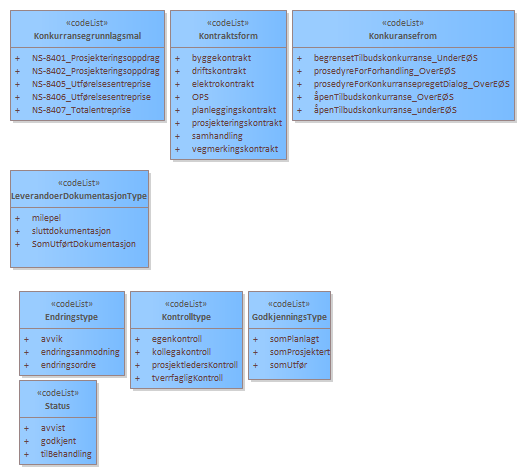 «codeList»
Konkurransegrunnlagsmal
+ NS-8401_Prosjekteringsoppdrag
+ NS-8402_Prosjekteringsoppdrag
+ NS-8405_Utførelsesentreprise
+ NS-8406_Utførelsesentreprise
+ NS-8407_Totalentreprise
«codeList»
Kontraktsform
+ byggekontrakt
+ driftskontrakt
+ elektrokontrakt
+ OPS
+ planleggingskontrakt
+ prosjekteringskontrakt
+ samhandling
+ vegmerkingskontrakt
«codeList»
Konkuransefrom
+ begrensetTilbudskonkurranse_UnderEØS
+ prosedyreForForhandling_OverEØS
+ prosedyreForKonkurransepregetDialog_OverEØS
+ åpenTilbudskonkurranse_OverEØS
+ åpenTilbudskonkurranse_underEØS
«codeList»
LeverandoerDokumentasjonType
+ milepel
+ sluttdokumentasjon
+ SomUtførtDokumentasjon
«codeList»
Endringstype
+ avvik
+ endringsanmodning
+ endringsordre
«codeList»
Kontrolltype
+ egenkontroll
+ kollegakontroll
+ prosjektledersKontroll
+ tverrfagligKontroll
«codeList»
GodkjenningsType
+ somPlanlagt
+ somProsjektert
+ somUtfør
«codeList»
Status
+ avvist
+ godkjent
+ tilBehandling